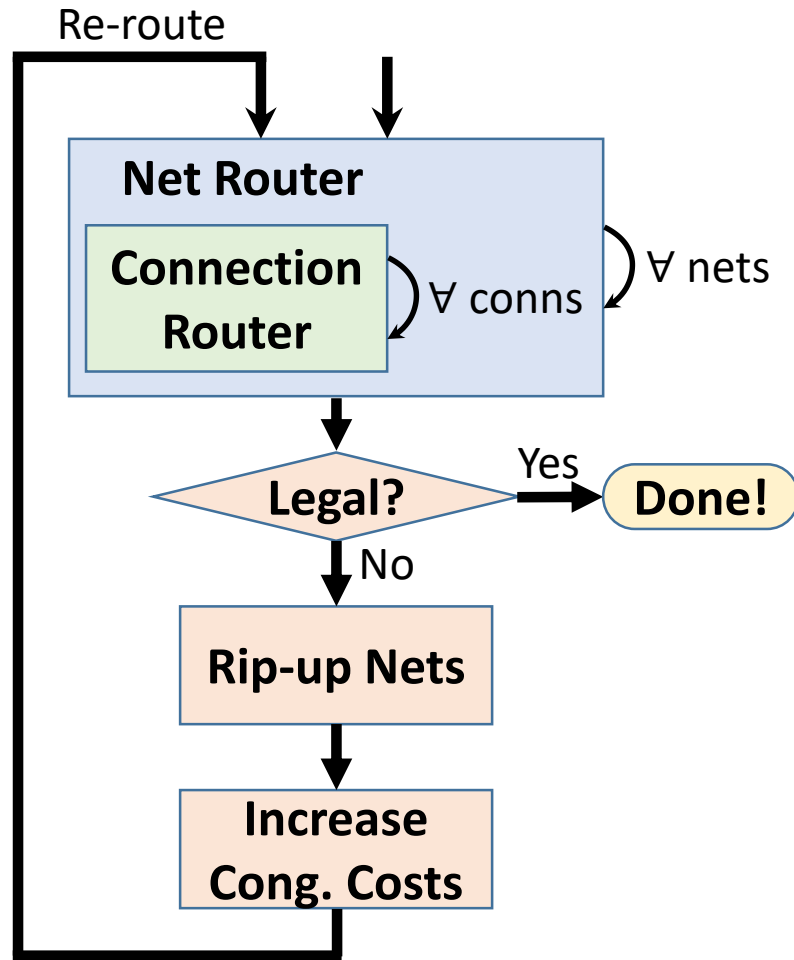 Re-route
Net Router
Connection
Router
∀ conns
∀ nets
Legal?
Yes
Done!
No
Rip-up Nets
Increase
Cong. Costs